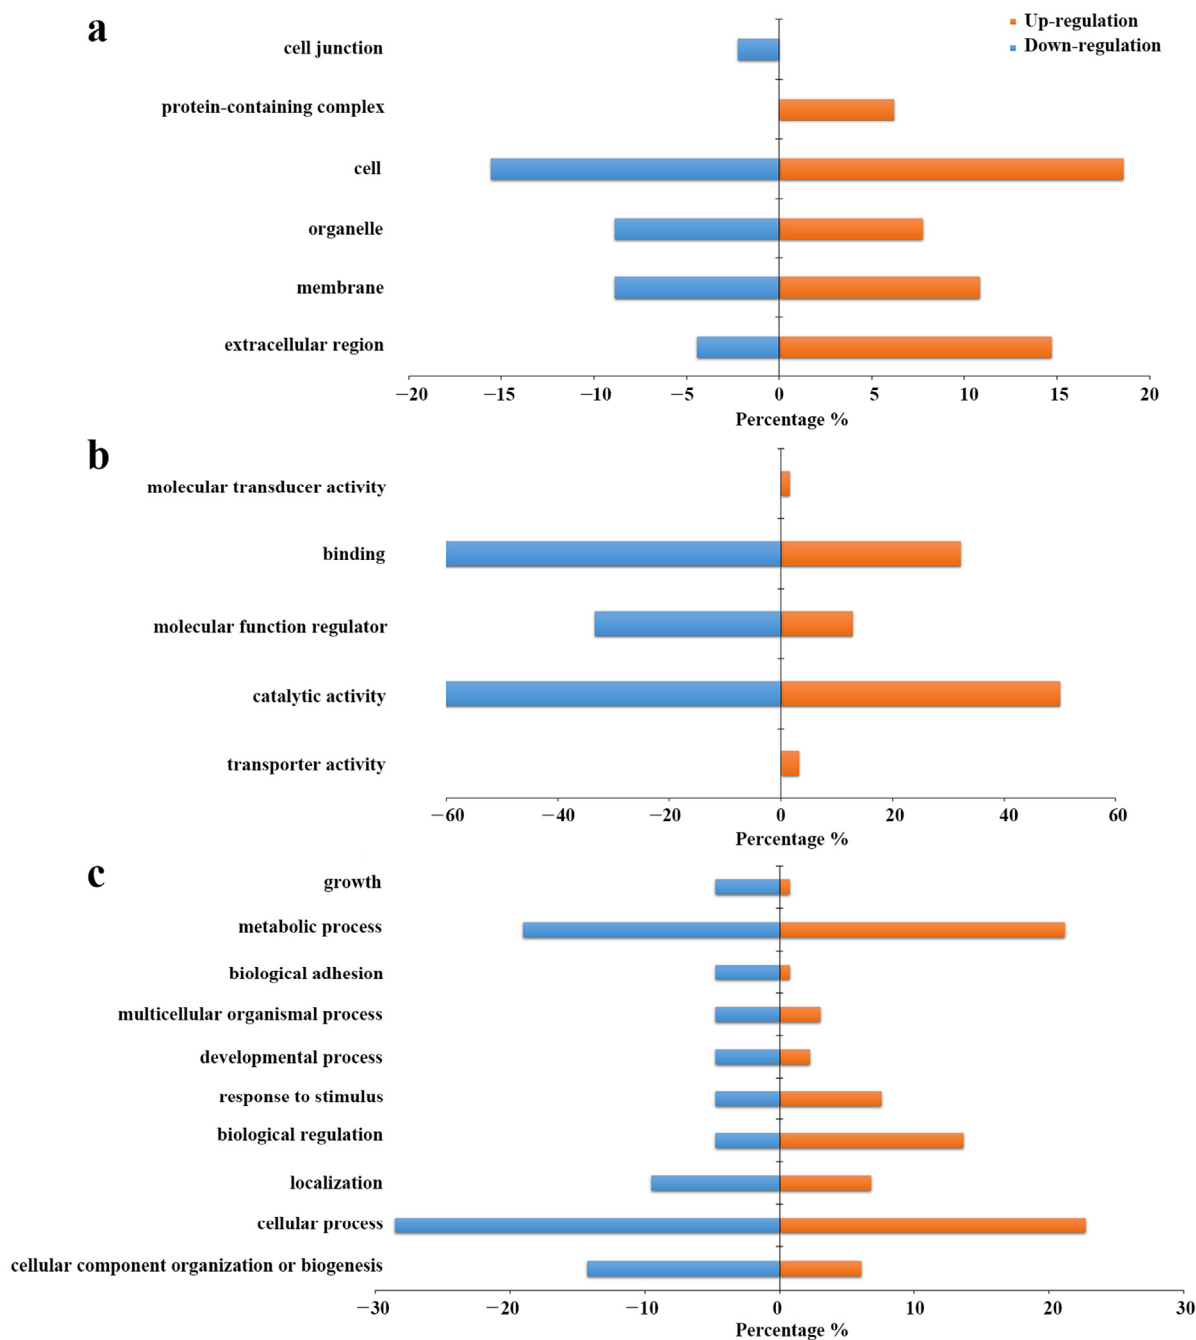 a
Up-regulation
Down-regulation
cell junction
protein-containing complex
cell
organelle
membrane
extracellular region
−20 −15 −10 −5 0 5 10 15 20
Percentage %
b
molecular transducer activity
binding
molecular function regulator
catalytic activity
transporter activity
−60 −40 −20 0 20 40 60
Percentage %
c
growth
metabolic process
biological adhesion
multicellular organismal process
developmental process
response to stimulus
biological regulation
localization
cellular process
cellular component organization or biogenesis
−30 −20 −10 0 10 20 30
Percentage %